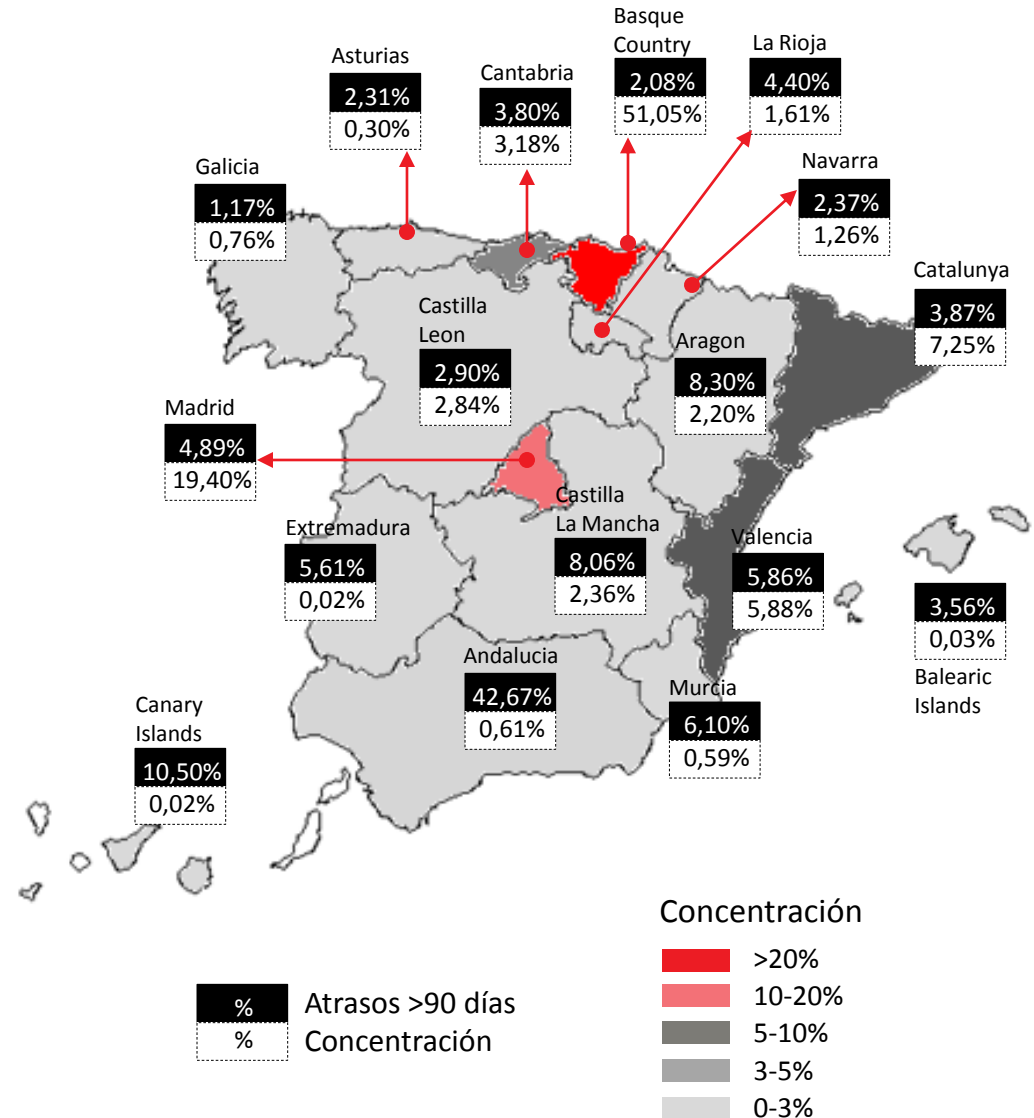 Basque
Country
2,08%
51,05%
La Rioja
4,40%
1,61%
Asturias
2,31%
0,30%
Cantabria
3,80%
3,18%
Navarra
2,37%
1,26%
Galicia
1,17%
0,76%
Catalunya
3,87%
7,25%
Castilla
Leon
2,90%
2,84%
Aragon
8,30%
2,20%
Madrid
4,89%
19,40%
Castilla
La Mancha
8,06%
2,36%
Extremadura
5,61%
0,02%
Valencia
5,86%
5,88%
3,56%
0,03%
Balearic
Islands
Andalucia
42,67%
0,61%
Murcia
6,10%
0,59%
Canary
Islands
10,50%
0,02%
Concentración
>20%
10-20%
5-10%
3-5%
0-3%
% Atrasos >90 días
% Concentración